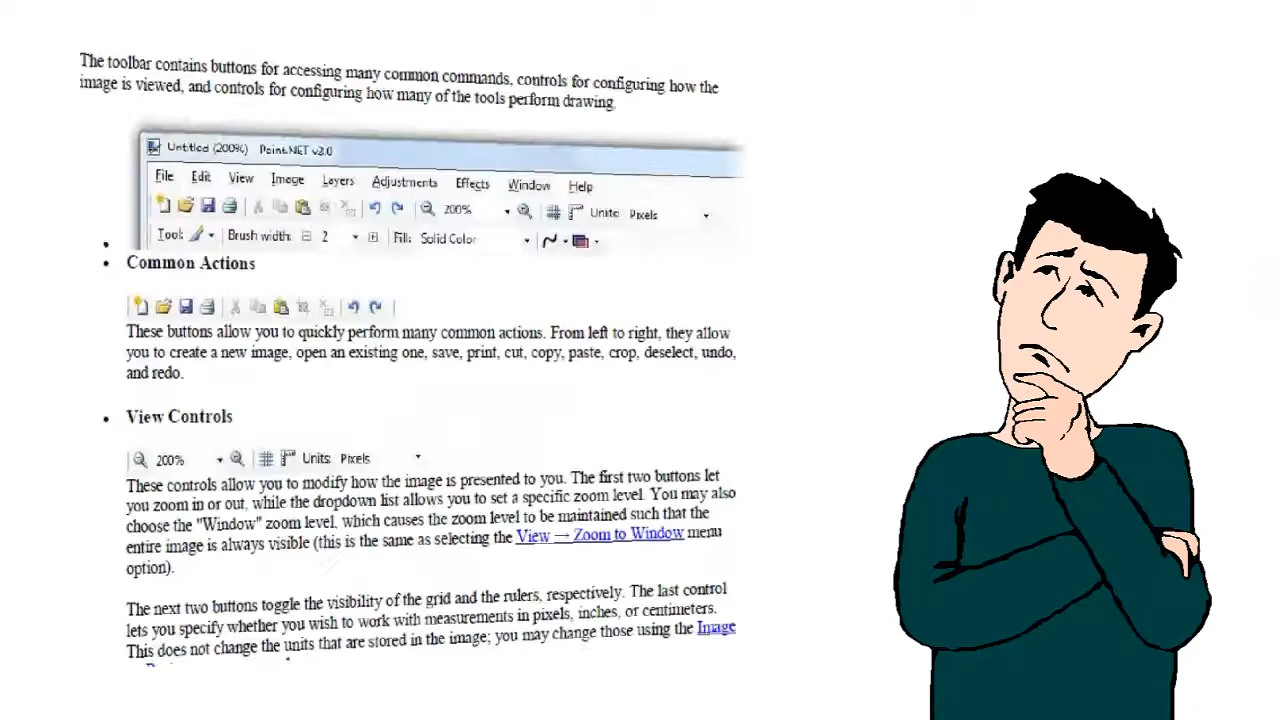 The toolbar contains buttons for accessing many common commands, controls for configuring how the
image is viewed, and controls for configuring how many of the tools perform drawing.
Untitled (200%) Paint.NET v3.0
File Edit View Image Layers Adjustments Effects Window Help
200% Units: Pixels
Tool: Brush width: 2 Fill: Solid Color
Common Actions
These buttons allow you to quickly perform many common actions. From left to right, they allow
you to create a new image, open an existing one, save, print, cut, copy, paste, crop, deselect, undo,
and redo.
View Controls
200% Units: Pixels
These controls allow you to modify how the image is presented to you. The first two buttons let
you zoom in or out, while the dropdown list allows you to set a specific zoom level. You may also
choose the "Window" zoom level, which causes the zoom level to be maintained such that the
entire image is always visible (this is the same as selecting the View → Zoom to Window menu
option).
The next two buttons toggle the visibility of the grid and the rulers, respectively. The last control
lets you specify whether you wish to work with measurements in pixels, inches, or centimeters.
This does not change the units that are stored in the image; you may change those using the Image